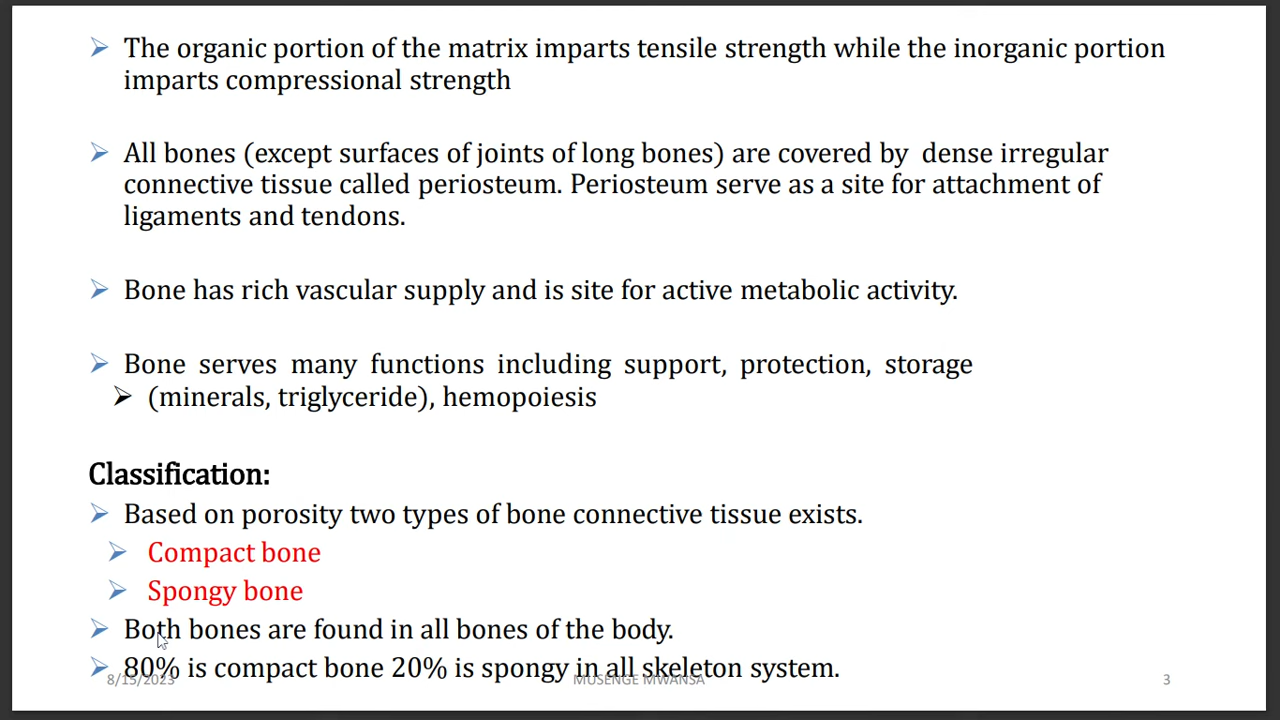 The organic portion of the matrix imparts tensile strength while the inorganic portion
imparts compressional strength
All bones (except surfaces of joints of long bones) are covered by dense irregular
connective tissue called periosteum. Periosteum serve as a site for attachment of
ligaments and tendons.
Bone has rich vascular supply and is site for active metabolic activity.
Bone serves many functions including support, protection, storage
(minerals, triglyceride), hemopoiesis
Classification:
Based on porosity two types of bone connective tissue exists.
Compact bone
Spongy bone
Both bones are found in all bones of the body.
80% is compact bone 20% is spongy in all skeleton system.
8/15/2023 MUSENGE MWANSA 3